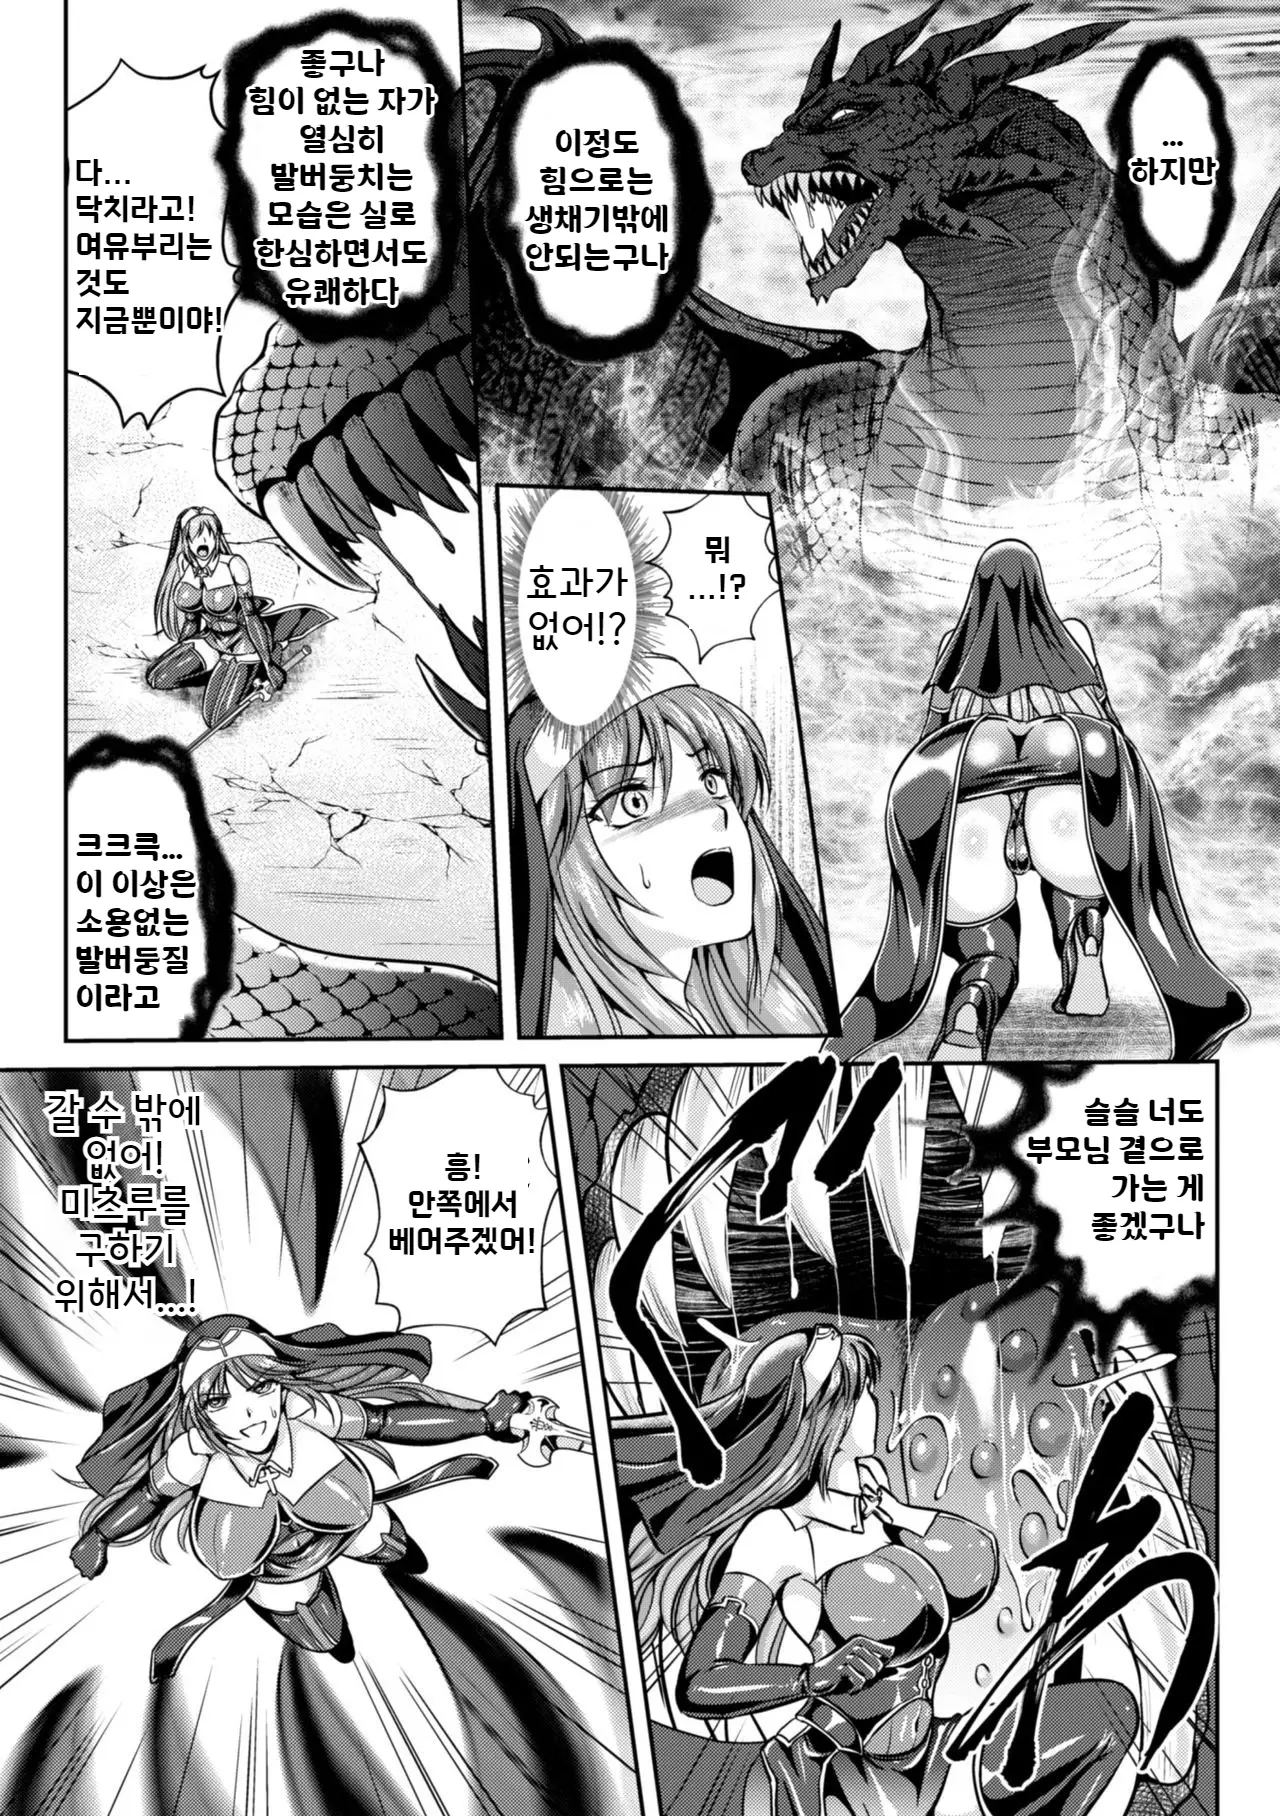 ...
하지만
이정도
힘으로는
생채기밖에
안되는구나
뭐
...!?
효과가
없어!?
좋구나
힘이 없는 자가
열심히
발버둥치는
모습은 실로
한심하면서도
유쾌하다
다...
닥치라고!
여유부리는
것도
지금뿐이야!
크크큭...
이 이상은
소용없는
발버둥질
이라고
슬슬 너도
부모님 곁으로
가는 게
좋겠구나
흥!
안쪽에서
베어주겠어!
갈 수 밖에
없어!
미츠루를
구하기
위해서...!